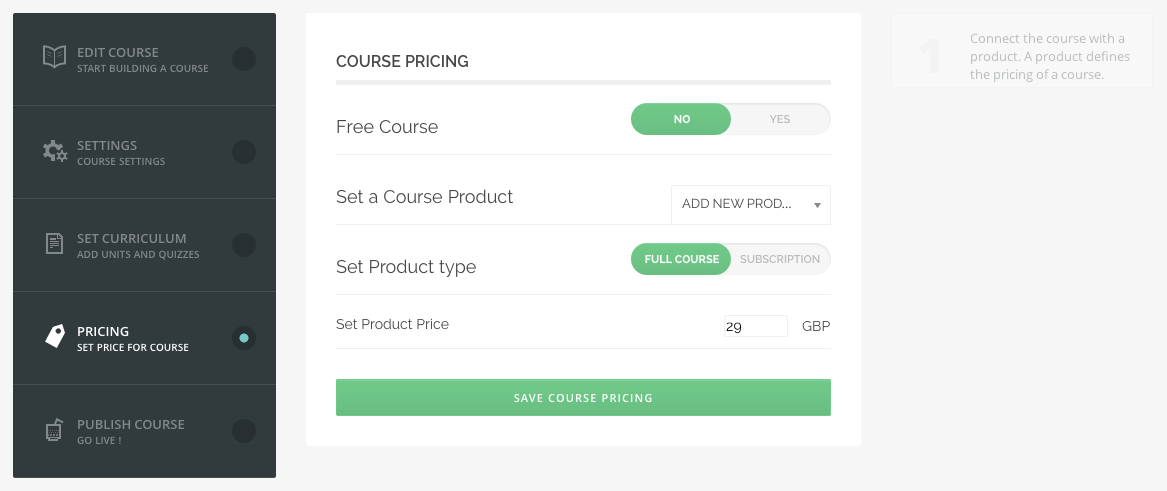 EDIT COURSE
START BUILDING A COURSE
SETTINGS
COURSE SETTINGS
SET CURRICULUM
ADD UNITS AND QUIZZES
PRICING
SET PRICE FOR COURSE
PUBLISH COURSE
GO LIVE !
COURSE PRICING
Free Course
NO YES
Set a Course Product
ADD NEW PROD...
Set Product type
FULL COURSE SUBSCRIPTION
Set Product Price
29 GBP
SAVE COURSE PRICING
1
Connect the course with a
product. A product defines
the pricing of a course.